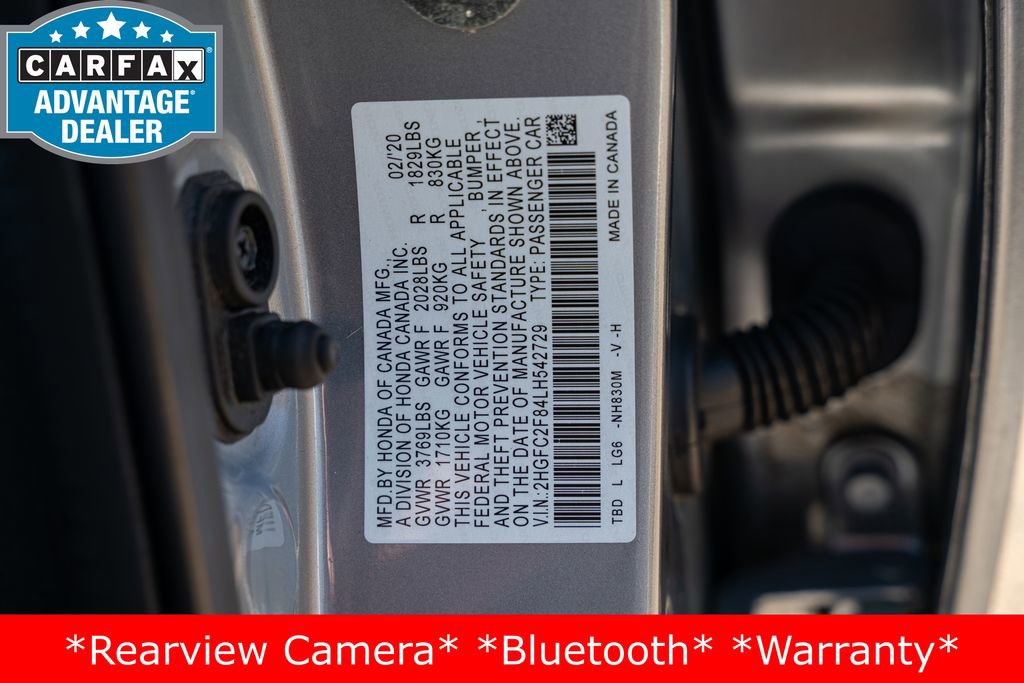 CARFAX
ADVANTAGE
DEALER
MFD.BY HONDA OF CANADA MFG., 02/'20
A DIVISION OF HONDA CANADA INC.
GVWR 3769LBS GAWR F 2028LBS R 1829LBS
GVWR 1710KG GAWR F 920KG R 830KG
THIS VEHICLE CONFORMS TO ALL APPLICABLE
FEDERAL MOTOR VEHICLE SAFETY , BUMPER ,
AND THEFT PREVENTION STANDARDS IN EFFECT
ON THE DATE OF MANUFACTURE SHOWN ABOVE.
V.IN.:2HGFC2F84LH542729 TYPE: PASSENGER CAR
TBD L LG6 -NH830M -V -H MADE IN CANADA
*Rearview Camera* *Bluetooth* *Warranty*